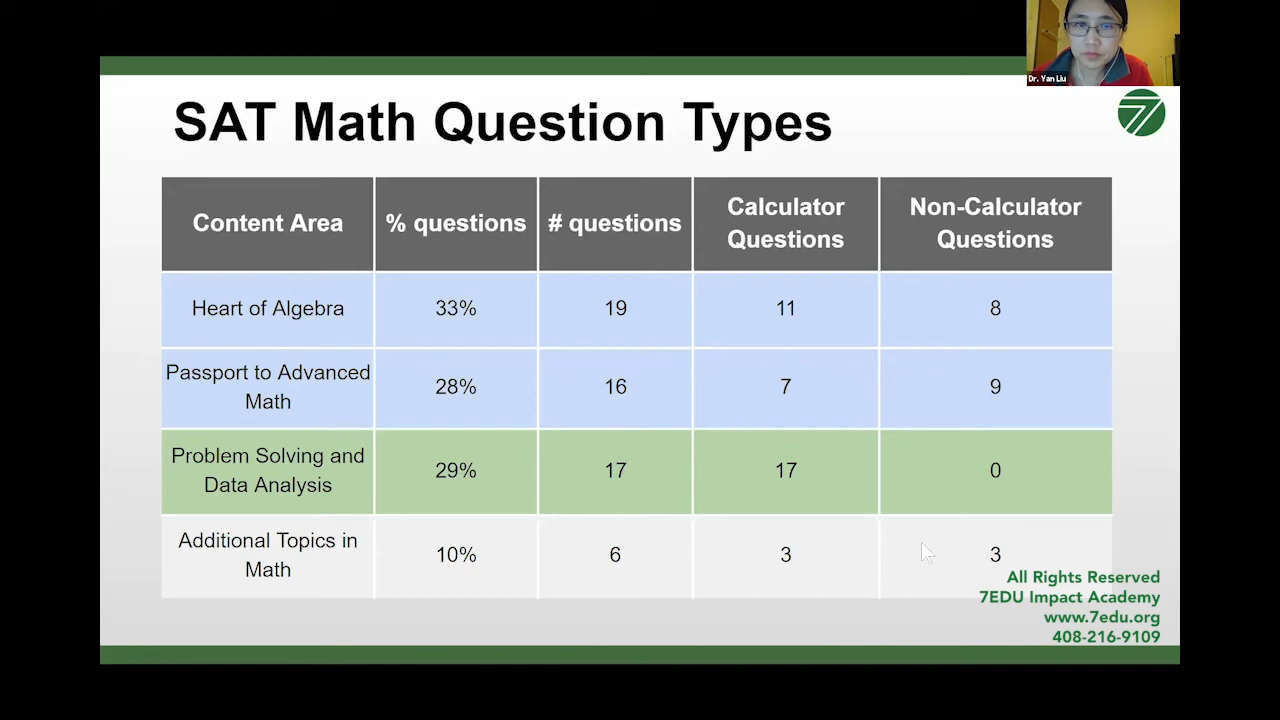 Dr. Yan Liu
SAT Math Question Types
Content Area % questions # questions Calculator Questions Non-Calculator Questions
Heart of Algebra 33% 19 11 8
Passport to Advanced Math 28% 16 7 9
Problem Solving and Data Analysis 29% 17 17 0
Additional Topics in Math 10% 6 3 3
All Rights Reserved
7EDU Impact Academy
www.7edu.org
408-216-9109